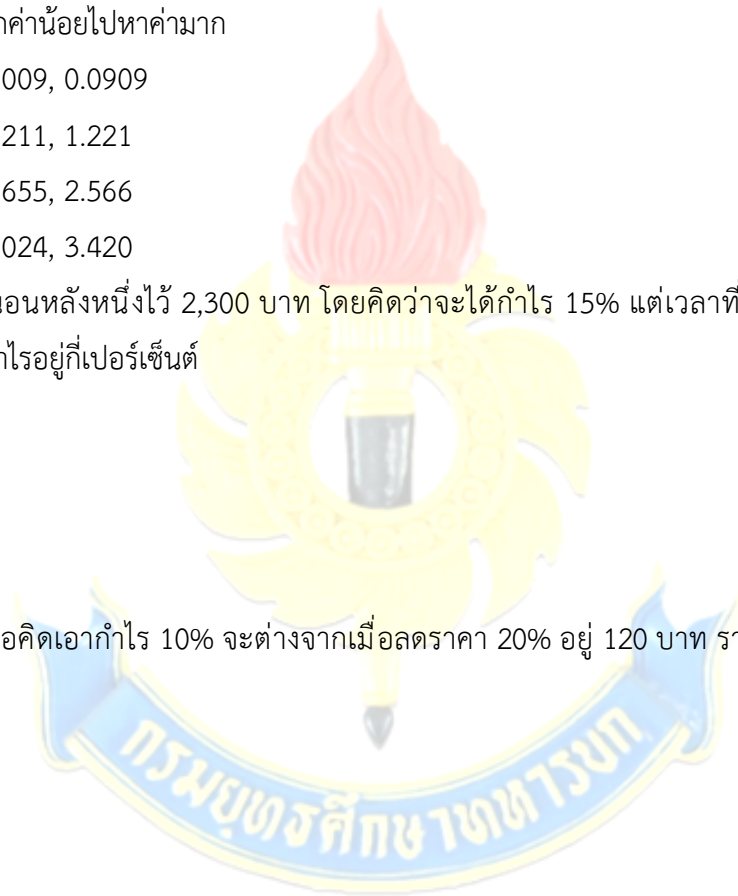 าค่าน้อยไปหาค่ามาก
009, 0.0909
211, 1.221
655, 2.566
024, 3.420
นอนหลังหนึ่งไว้ 2,300 บาท โดยคิดว่าจะได้กำไร 15% แต่เวลาที
าไรอยู่กี่เปอร์เซ็นต์
อคิดเอากำไร 10% จะต่างจากเมื่อลดราคา 20% อยู่ 120 บาท รา
กรมยุทธศึกษาทหารบก